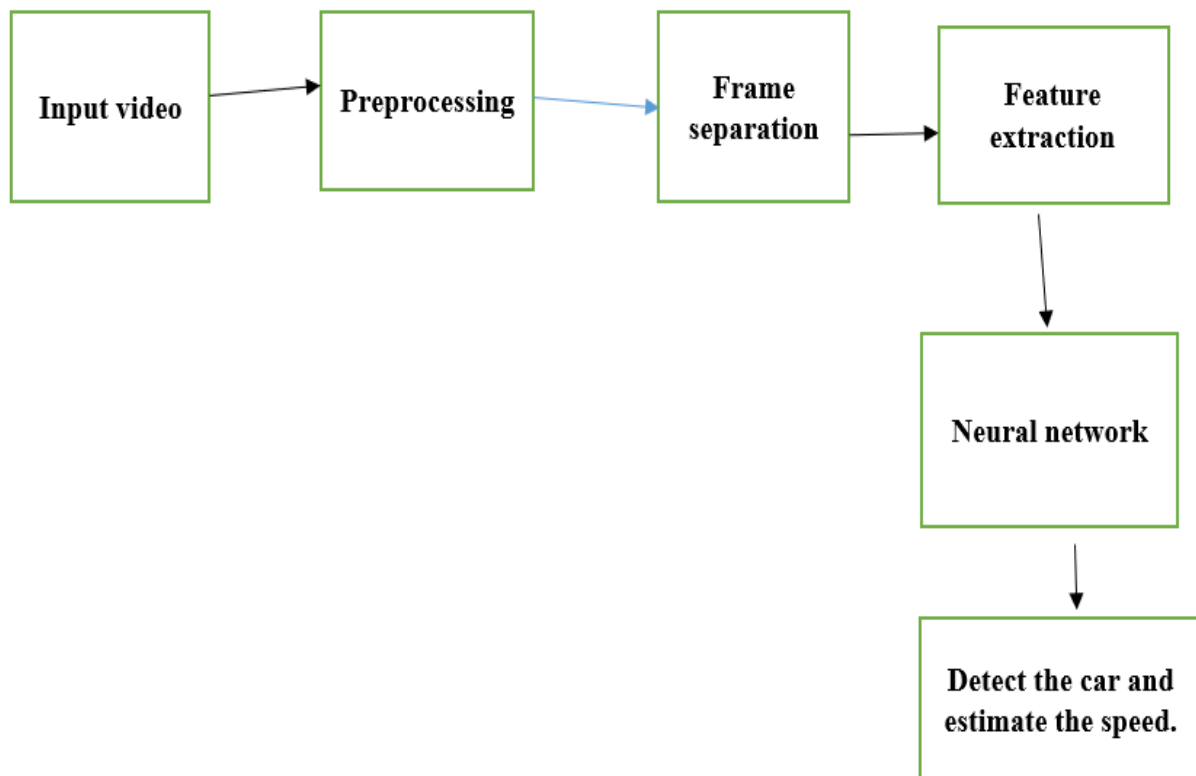 Input video
Preprocessing
Frame
separation
Feature
extraction
Neural network
Detect the car and
estimate the speed.